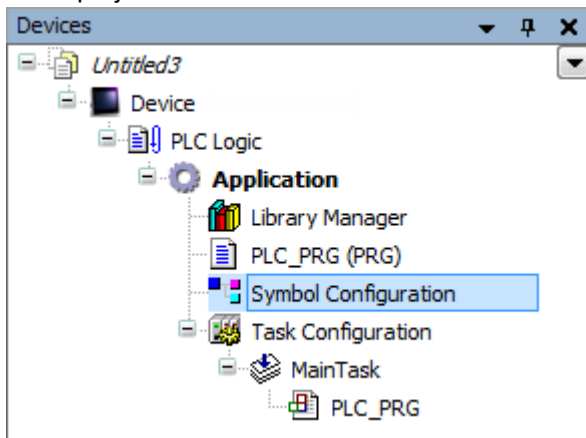 Devices
Untitled3
Device
PLC Logic
Application
Library Manager
PLC_PRG (PRG)
Symbol Configuration
Task Configuration
MainTask
PLC_PRG